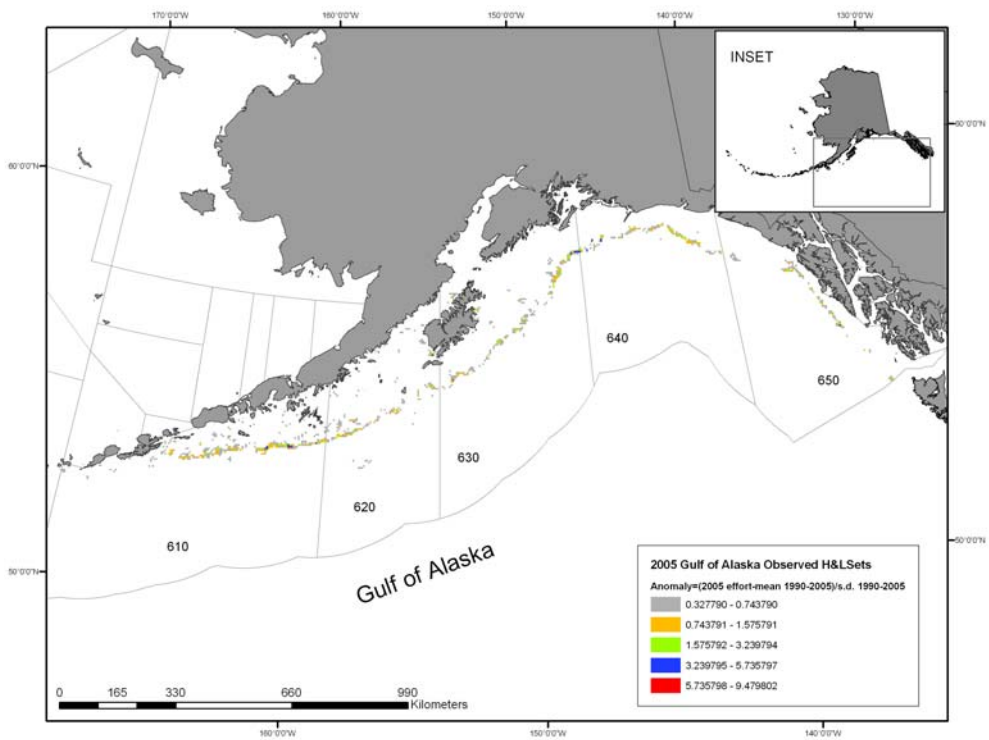 170°0'0"W 160°0'0"W 150°0'0"W 140°0'0"W 130°0'0"W
INSET
60°0'0"N
60°0'0"N
640
650
630
620
610
Gulf of Alaska
50°0'0"N
50°0'0"N
2005 Gulf of Alaska Observed H&LSets
Anomaly=(2005 effort-mean 1990-2005)/s.d. 1990-2005
0.327790 - 0.743790
0.743791 - 1.575791
1.575792 - 3.239794
3.239795 - 5.735797
5.735798 - 9.479802
0 165 330 660 990
Kilometers
160°0'0"W 150°0'0"W 140°0'0"W